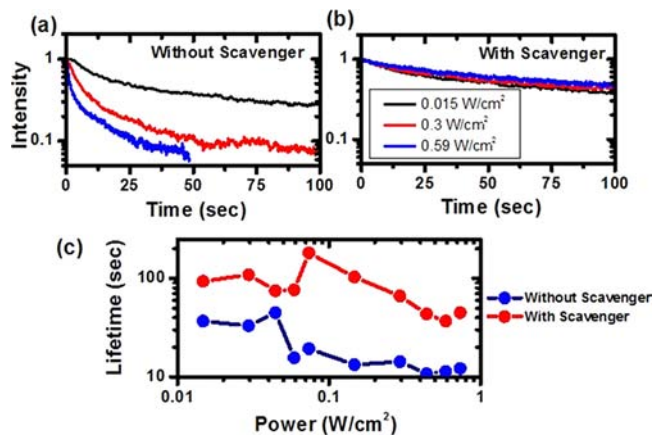 (a)
Without Scavenger
Intensity
1
0.1
0 25 50 75 100
Time (sec)
(b)
With Scavenger
1
0.1
0.015 W/cm²
0.3 W/cm²
0.59 W/cm²
0 25 50 75 100
Time (sec)
(c)
Lifetime (sec)
100
10
0.01 0.1 1
Power (W/cm²)
Without Scavenger
With Scavenger